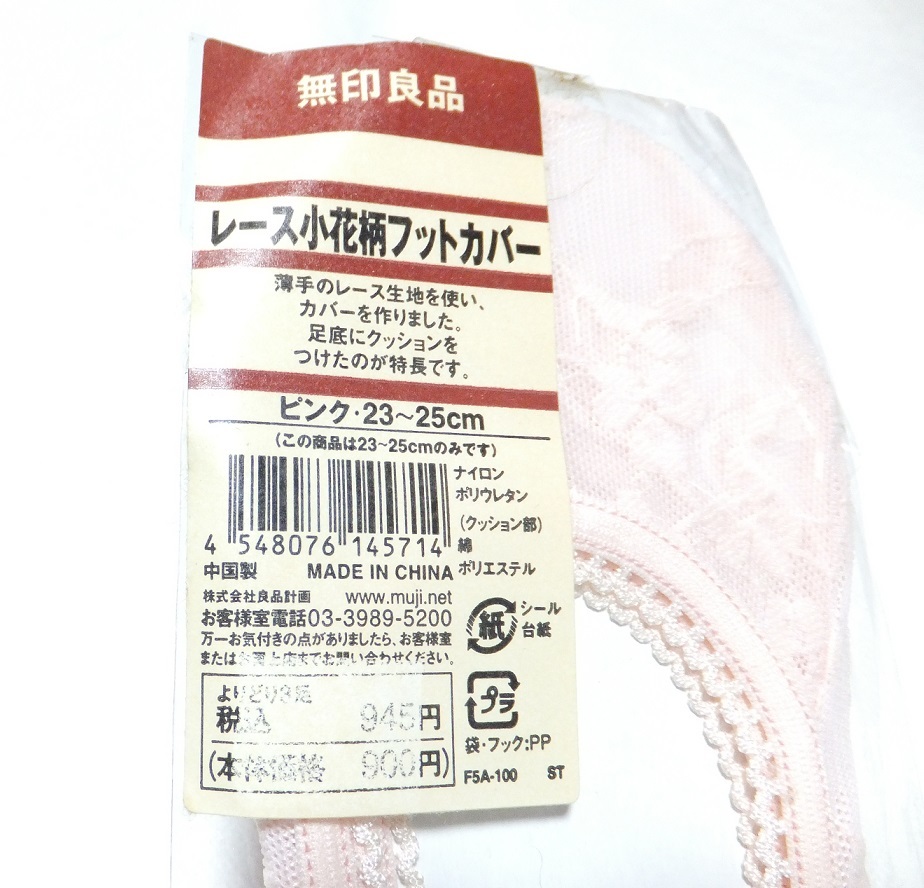 無印良品
レース小花柄フットカバー
薄手のレース生地を使い、
カバーを作りました。
足底にクッションを
つけたのが特長です。
ピンク・23~25cm
(この商品は23~25cmのみです)
ナイロン
ポリウレタン
(クッション部)
綿
ポリエステル
4 548076 145714
中国製 MADE IN CHINA
株式会社良品計画 www.muji.net
お客様室電話03-3989-5200
万一お気付きの点がありましたら、お客様室
またはお買上店までお問い合わせください。
紙 シール
台紙
よりどり3足
税込 945円
(本体価格 900円)
プラ
袋・フック:PP
F5A-100 ST